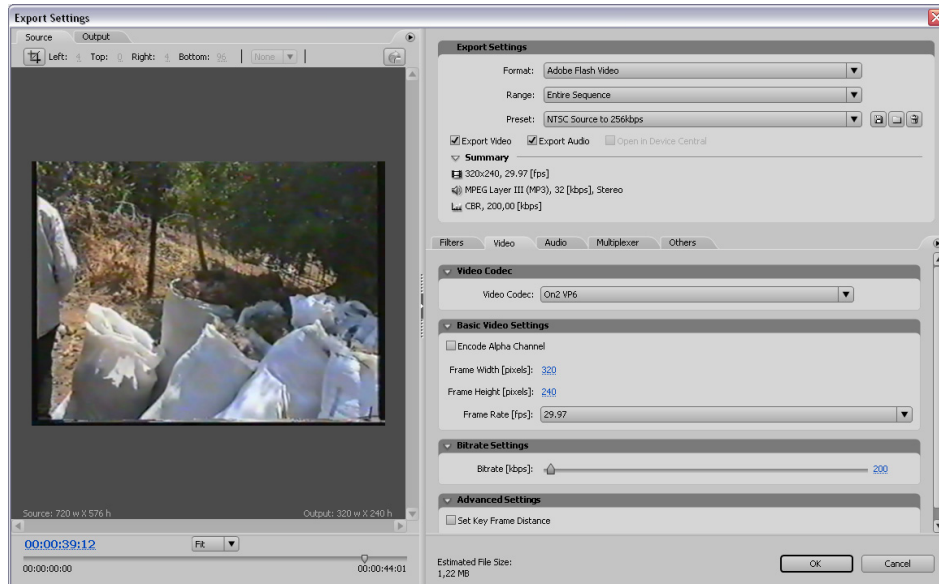 Export Settings
Source Output
Left: 4 Top: 0 Right: 4 Bottom: 96 None
Source: 720 w X 576 h Output: 320 w X 240 h
00:00:39:12 Fit
00:00:00:00 00:00:44:01
Export Settings
Format: Adobe Flash Video
Range: Entire Sequence
Preset: NTSC Source to 256kbps
Export Video Export Audio Open in Device Central
Summary
320x240, 29.97 [fps]
MPEG Layer III (MP3), 32 [kbps], Stereo
CBR, 200,00 [kbps]
Filters Video Audio Multiplexer Others
Video Codec
Video Codec: On2 VP6
Basic Video Settings
Encode Alpha Channel
Frame Width [pixels]: 320
Frame Height [pixels]: 240
Frame Rate [fps]: 29.97
Bitrate Settings
Bitrate [kbps]: 200
Advanced Settings
Set Key Frame Distance
Estimated File Size:
1,22 MB
OK Cancel